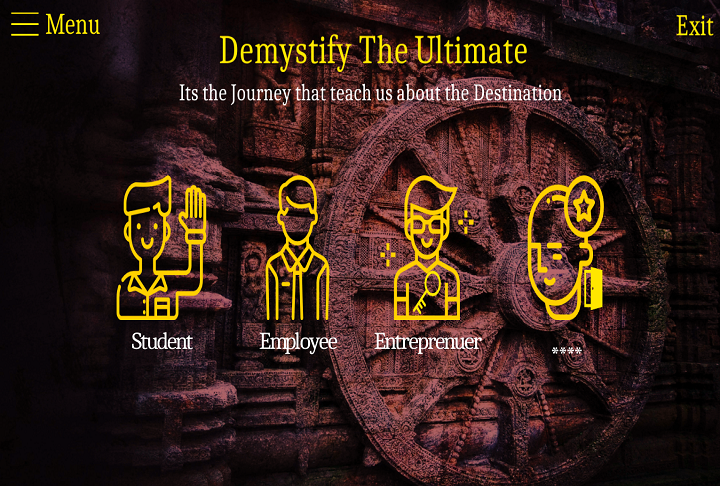 Menu
Exit
Demystify The Ultimate
Its the Journey that teach us about the Destination
Student
Employee
Entreprenuer
****